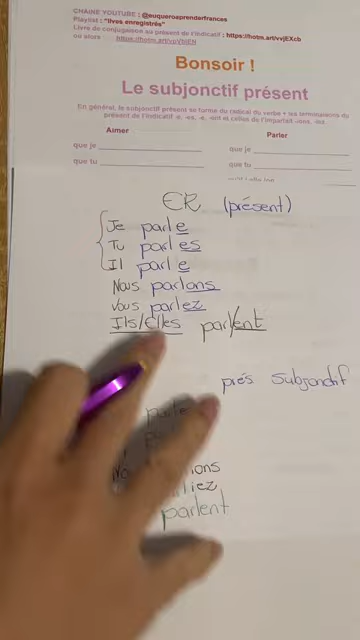 CHAÎNE YOUTUBE : @euqueroaprenderfrances
Playlist : "lives enregistrés"
Livre de conjugaison au présent de l'indicatif : https://hotm.art/vvjEXcb
ou alors https://hotm.art/
Bonsoir !
Le subjonctif présent
En général, le subjonctif présent se forme du radical du verbe + les terminaisons du
présent de l'indicatif -e, -es, -e, -ent et celles de l'imparfait -ions, -iez.
Aimer Parler
que je que je
que tu que tu
ER (présent)
Je parle
Tu parles
Il parle
Nous parlons
Vous parlez
Ils/Elles parl/ent
prés subjonctif
parle
ions
liez
parlent